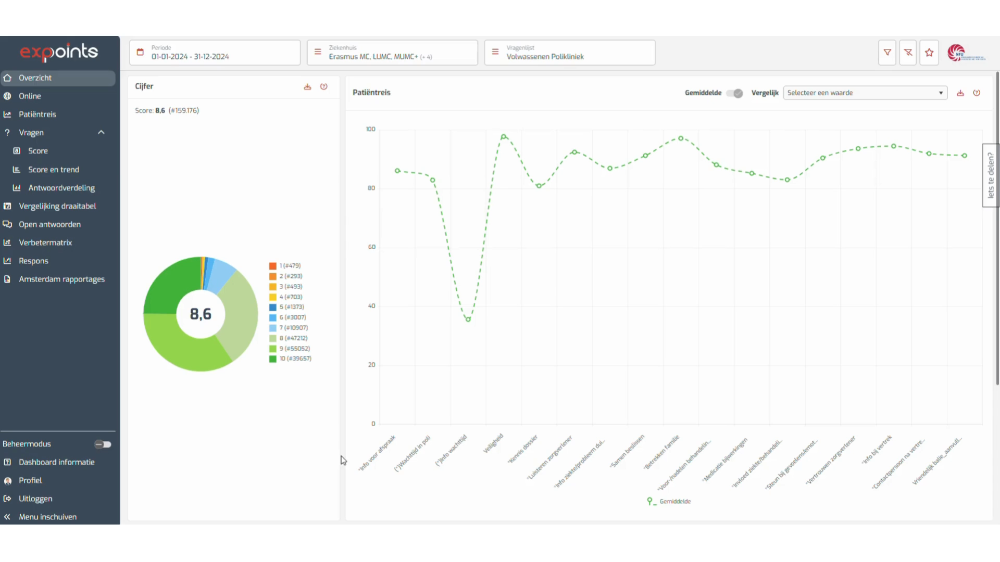 expoints
Periode
01-01-2024 - 31-12-2024
Ziekenhuis
Erasmus MC, LUMC, MUMC+ (+ 4)
Vragenlijst
Volwassenen Polikliniek
NFU
Overzicht
Online
Patiëntreis
Vragen
Score
Score en trend
Antwoordverdeling
Vergelijking draaitabel
Open antwoorden
Verbetermatrix
Respons
Amsterdam rapportages
Beheermodus
Dashboard informatie
Profiel
Uitloggen
Menu inschuiven
Cijfer
Score: 8,6 (#159.176)
8,6
1 (#479)
2 (#293)
3 (#493)
4 (#703)
5 (#1373)
6 (#3007)
7 (#10907)
8 (#47212)
9 (#55052)
10 (#39657)
Patiëntreis
Gemiddelde
Vergelijk
Selecteer een waarde
Iets te delen?
100
80
60
40
20
0
*Info voor afspraak
(*)Wachttijd in poli
(*)Info wachttijd
Veiligheid
*Kennis dossier
*Luisteren zorgverlener
*Info ziekte/probleem dui...
*Samen beslissen
*Betrekken familie
*Voor-/nadelen behandelin...
*Medicatie bijwerkingen
*Invloed ziekte/behandeli...
*Steun bij gevoelens/emot...
*Vertrouwen zorgverlener
*Info bij vertrek
*Contactpersoon na vertre...
Vriendelijk balie_aanvull...
Gemiddelde